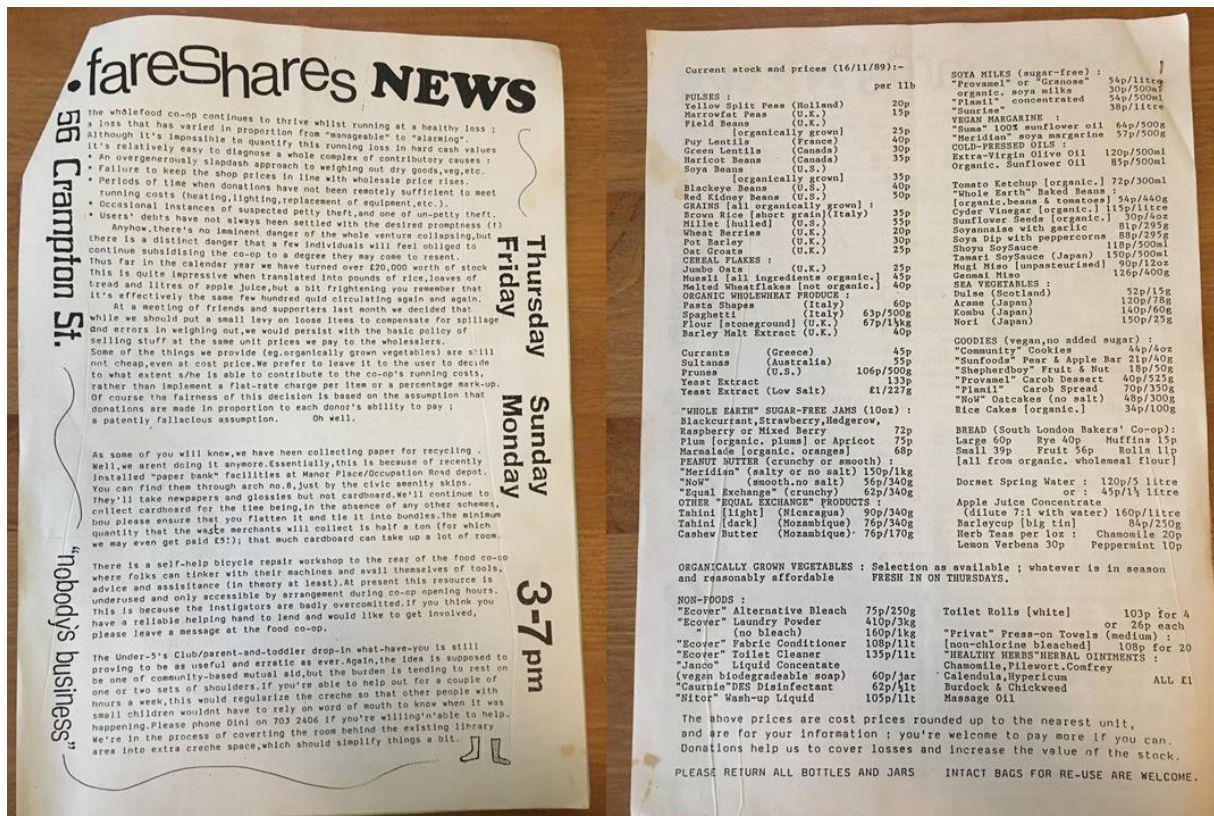 .fareShares NEWS
56 Crampton St.
"nobody's business"
Thursday Sunday
Friday Monday
3-7 pm
The wholefood co-op continues to thrive whilst running at a healthy loss ;
a loss that has varied in proportion from "manageable" to "alarming".
Although it's impossible to quantify this running loss in hard cash values
it's relatively easy to diagnose a whole complex of contributory causes :
* An overgenerously slapdash approach to weighing out dry goods,veg,etc.
* Failure to keep the shop prices in line with wholesale price rises.
* Periods of time when donations have not been remotely sufficient to meet
running costs (heating,lighting,replacement of equipment,etc.).
* Occasional instances of suspected petty theft,and one of un-petty theft.
* Users' debts have not always been settled with the desired promptness (!)
Anyhow,there's no imminent danger of the whole venture collapsing,but
there is a distinct danger that a few individuals will feel obliged to
continue subsidising the co-op to a degree they may come to resent.
Thus far in the calendar year we have turned over £20,000 worth of stock
This is quite impressive when translated into pounds of rice,loaves of
bread and litres of apple juice,but a bit frightening you remember that
it's effectively the same few hundred quid circulating again and again.
At a meeting of friends and supporters last month we decided that
while we should put a small levy on loose items to compensate for spillage
and errors in weighing out,we would persist with the basic policy of
selling stuff at the same unit prices we pay to the wholesalers.
Some of the things we provide (eg.organically grown vegetables) are still
not cheap,even at cost price.We prefer to leave it to the user to decide
to what extent s/he is able to contribute to the co-op's running costs,
rather than implement a flat-rate charge per item or a percentage mark-up.
Of course the fairness of this decision is based on the assumption that
donations are made in proportion to each donor's ability to pay ;
a patently fallacious assumption. Oh well.
As some of you will know,we have been collecting paper for recycling .
Well,we arent doing it anymore.Essentially,this is because of recently
installed "paper bank" facilities at Manor Place/Occupation Road depot.
You can find them through arch no.8,just by the civic amenity skips.
They'll take newpapers and glossies but not cardboard.We'll continue to
collect cardboard for the time being,in the absence of any other schemes,
bou please ensure that you flatten it and tie it into bundles.The minimum
quantity that the waste merchants will collect is half a ton (for which
we may even get paid £5!); that much cardboard can take up a lot of room.
There is a self-help bicycle repair workshop to the rear of the food co-op
where folks can tinker with their machines and avail themselves of tools,
advice and assisitance (in theory at least).At present this resource is
underused and only accessible by arrangement during co-op opening hours.
This is because the instigators are badly overcomitted.If you think you
have a reliable helping hand to lend and would like to get involved,
please leave a message at the food co-op.
The Under-5's Club/parent-and-toddler drop-in what-have-you is still
proving to be as useful and erratic as ever.Again,the idea is supposed to
be one of community-based mutual aid,but the burden is tending to rest on
one or two sets of shoulders.If you're able to help out for a couple of
hnours a week,this would regularize the creche so that other people with
small children wouldnt have to rely on word of mouth to know when it was
happening.Please phone Dini on 703 2406 if you're willing'n'able to help.
We're in the process of coverting the room behind the existing library
area into extra creche space,which should simplify things a bit.
Current stock and prices (16/11/89):-
per 1lb
PULSES :
Yellow Split Peas (Holland) 20p
Marrowfat Peas (U.K.) 15p
Field Beans (U.K.)
[organically grown] 25p
Puy Lentils (France) 40p
Green Lentils (Canada) 30p
Haricot Beans (Canada) 35p
Soya Beans (U.S.)
[organically grown] 35p
Blackeye Beans (U.S.) 40p
Red Kidney Beans (U.S.) 50p
GRAINS [all organically grown] :
Brown Rice [short grain](Italy) 35p
Millet [hulled] (U.S.) 55p
Wheat Berries (U.K.) 20p
Pot Barley (U.K.) 30p
Oat Groats (U.K.) 25p
CEREAL FLAKES :
Jumbo Oats (U.K.) 25p
Muesli [all ingredients organic.] 45p
Malted Wheatflakes [not organic.] 40p
ORGANIC WHOLEWHEAT PRODUCE :
Pasta Shapes (Italy) 60p
Spaghetti (Italy) 63p/500g
Flour [stoneground] (U.K.) 67p/1½kg
Barley Malt Extract (U.K.) 40p
Currants (Greece) 45p
Sultanas (Australia) 55p
Prunes (U.S.) 106p/500g
Yeast Extract 133p
Yeast Extract (Low Salt) £1/227g
"WHOLE EARTH" SUGAR-FREE JAMS (10oz) :
Blackcurrant,Strawberry,Hedgerow,
Raspberry or Mixed Berry 72p
Plum [organic. plums] or Apricot 75p
Marmalade [organic. oranges] 68p
PEANUT BUTTER (crunchy or smooth) :
"Meridian" (salty or no salt) 150p/1kg
"NoW" (smooth.no salt) 56p/340g
"Equal Exchange" (crunchy) 62p/340g
OTHER "EQUAL EXCHANGE" PRODUCTS :
Tahini [light] (Nicaragua) 90p/340g
Tahini [dark] (Mozambique) 76p/340g
Cashew Butter (Mozambique) 76p/170g
SOYA MILKS (sugar-free) :
"Provamel" or "Granose" 54p/litre
organic. soya milks 30p/500ml
"Plamil" concentrated 54p/500ml
"Sunrise" 38p/litre
VEGAN MARGARINE :
"Suma" 100% sunflower oil 64p/500g
"Meridian" soya margarine 57p/500g
COLD-PRESSED OILS :
Extra-Virgin Olive Oil 120p/500ml
Organic. Sunflower Oil 85p/500ml
Tomato Ketchup [organic.] 72p/300ml
"Whole Earth" Baked Beans :
[organic.beans & tomatoes] 54p/440g
Cyder Vinegar [organic.] 115p/litre
Sunflower Seeds [organic.] 30p/4oz
Soyannaise with garlic 81p/295g
Soya Dip with peppercorns 88p/295g
Shoyu SoySauce 118p/500ml
Tamari SoySauce (Japan) 150p/500ml
Mugi Miso [unpasteurised] 90p/12oz
Genmai Miso 126p/400g
SEA VEGETABLES :
Dulse (Scotland) 52p/15g
Arame (Japan) 120p/78g
Kombu (Japan) 140p/60g
Nori (Japan) 150p/25g
GOODIES (vegan,no added sugar) :
"Community" Cookies 44p/4oz
"Sunfoods" Pear & Apple Bar 21p/40g
"Shepherdboy" Fruit & Nut 18p/50g
"Provamel" Carob Dessert 40p/525g
"Plamil" Carob Spread 70p/350g
"NoW" Oatcakes (no salt) 48p/300g
Rice Cakes [organic.] 34p/100g
BREAD (South London Bakers' Co-op):
Large 60p Rye 40p Muffins 15p
Small 39p Fruit 56p Rolls 11p
[all from organic. wholemeal flour]
Dorset Spring Water : 120p/5 litre
or : 45p/1½ litre
Apple Juice Concentrate
(dilute 7:1 with water) 160p/litre
Barleycup [big tin] 84p/250g
Herb Teas per 1oz : Chamomile 20p
Lemon Verbena 30p Peppermint 10p
ORGANICALLY GROWN VEGETABLES : Selection as available ; whatever is in season
and reasonably affordable FRESH IN ON THURSDAYS.
NON-FOODS :
"Ecover" Alternative Bleach 75p/250g
"Ecover" Laundry Powder 410p/3kg
" (no bleach) 160p/1kg
"Ecover" Fabric Conditioner 108p/1lt
"Ecover" Toilet Cleaner 135p/1lt
"Janco" Liquid Concetate
(vegan biodegradeable soap) 60p/jar
"Caurnie"DES Disinfectant 62p/½lt
"Nitor" Wash-up Liquid 105p/1lt
Toilet Rolls [white] 103p for 4
or 26p each
"Privat" Press-on Towels (medium) :
[non-chlorine bleached] 108p for 20
"HEALTHY HERBS"HERBAL OINTMENTS :
Chamomile,Pilewort.Comfrey
Calendula,Hypericum ALL £1
Burdock & Chickweed
Massage Oil
The above prices are cost prices rounded up to the nearest unit,
and are for your information : you're welcome to pay more if you can.
Donations help us to cover losses and increase the value of the stock.
PLEASE RETURN ALL BOTTLES AND JARS INTACT BAGS FOR RE-USE ARE WELCOME.